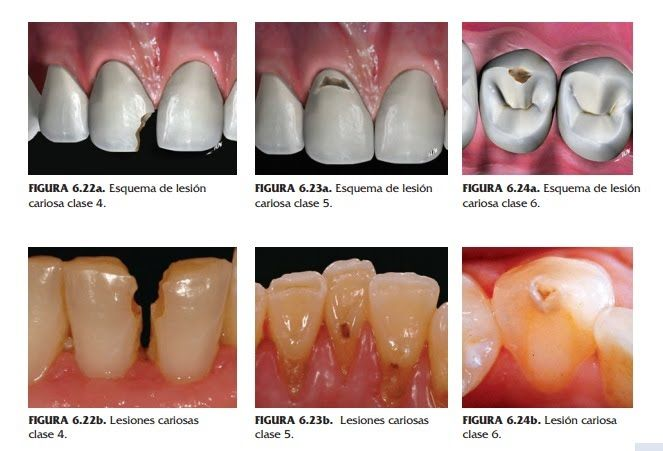 FIGURA 6.22a. Esquema de lesión
cariosa clase 4.
FIGURA 6.23a. Esquema de lesión
cariosa clase 5.
FIGURA 6.24a. Esquema de lesión
cariosa clase 6.
FIGURA 6.22b. Lesiones cariosas
clase 4.
FIGURA 6.23b. Lesiones cariosas
clase 5.
FIGURA 6.24b. Lesión cariosa
clase 6.